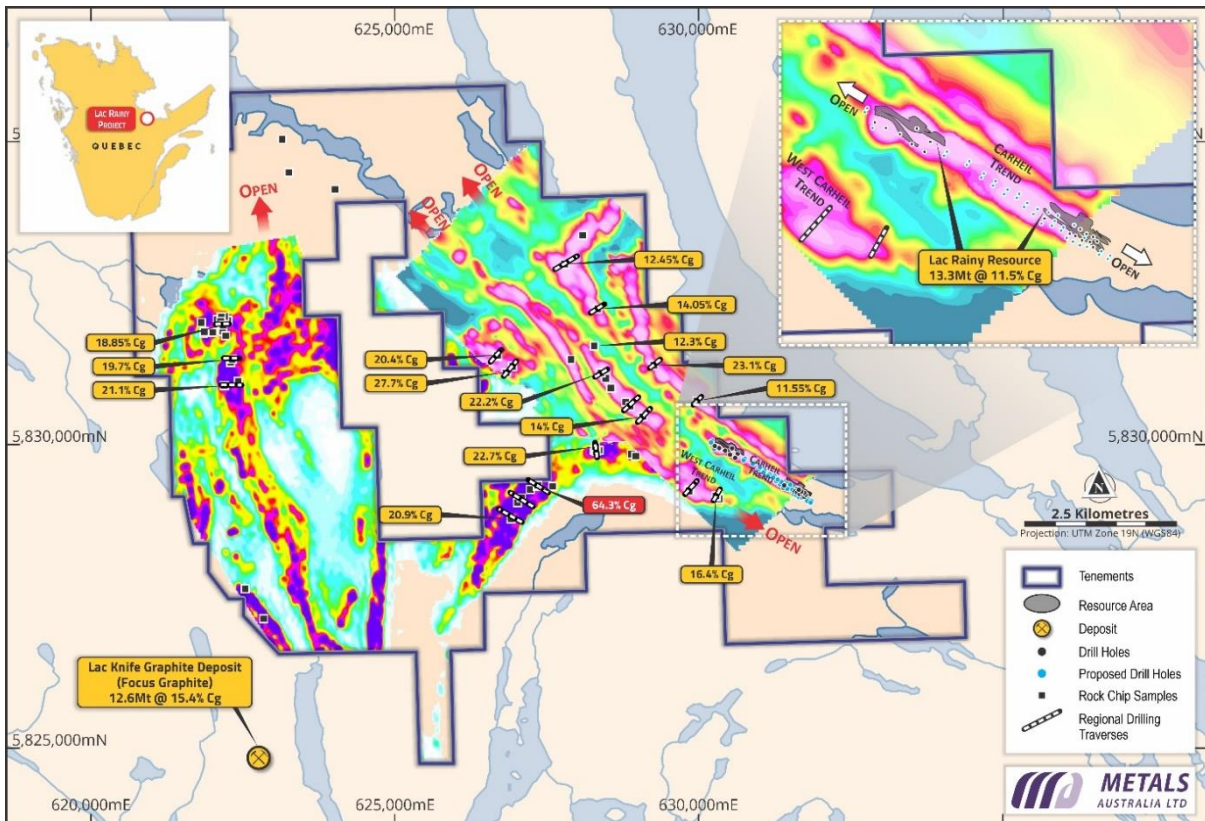 625,000mE
630,000mE
LAC RAINY
PROJECT
QUEBEC
OPEN
OPEN
OPEN
18.85% Cg
19.7% Cg
21.1% Cg
20.4% Cg
27.7% Cg
22.2% Cg
14% Cg
22.7% Cg
20.9% Cg
64.3% Cg
12.45% Cg
14.05% Cg
12.3% Cg
23.1% Cg
11.55% Cg
16.4% Cg
WEST CARHEIL
TREND
CARHEIL
TREND
OPEN
OPEN
CARHEIL
TREND
WEST CARHEIL
TREND
Lac Rainy Resource
13.3Mt @ 11.5% Cg
OPEN
5,830,000mN
5,830,000mN
N
2.5 Kilometres
Projection: UTM Zone 19N (WGS84)
Tenements
Resource Area
Deposit
Drill Holes
Proposed Drill Holes
Rock Chip Samples
Regional Drilling
Traverses
Lac Knife Graphite Deposit
(Focus Graphite)
12.6Mt @ 15.4% Cg
5,825,000mN
620,000mE
625,000mE
630,000mE
METALS
AUSTRALIA LTD